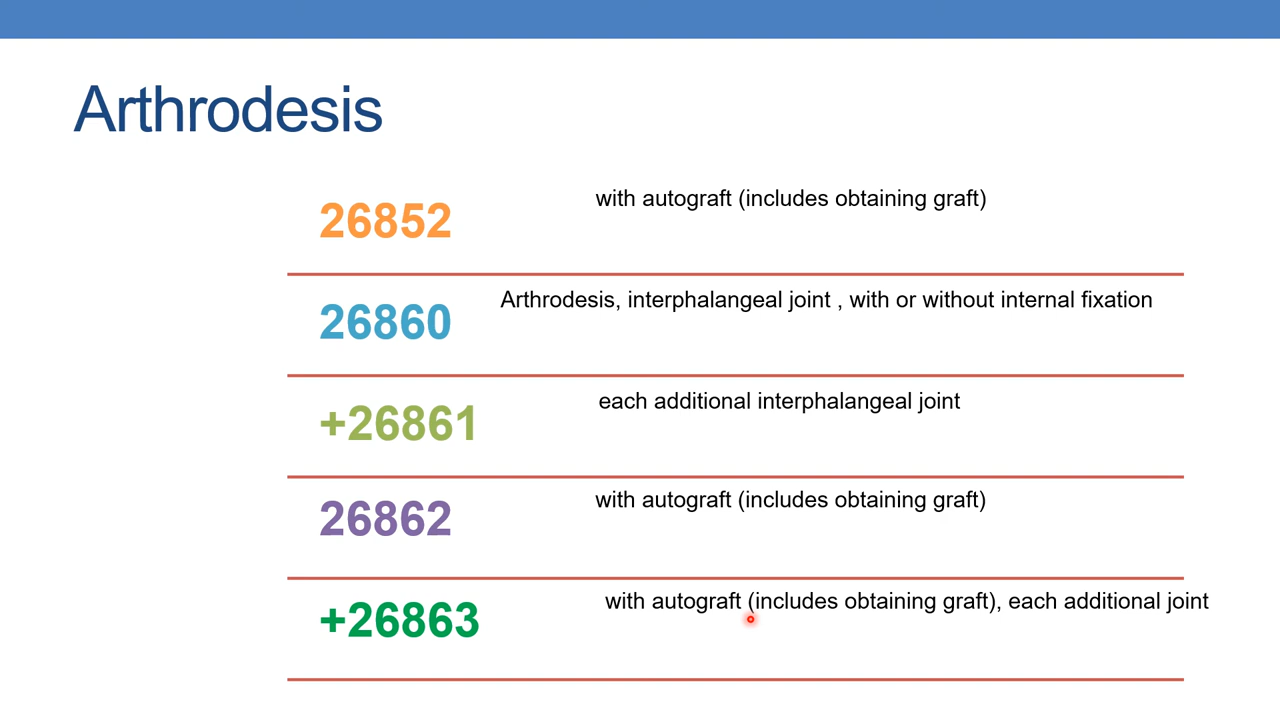 Arthrodesis
26852 with autograft (includes obtaining graft)
26860 Arthrodesis, interphalangeal joint , with or without internal fixation
+26861 each additional interphalangeal joint
26862 with autograft (includes obtaining graft)
+26863 with autograft (includes obtaining graft), each additional joint